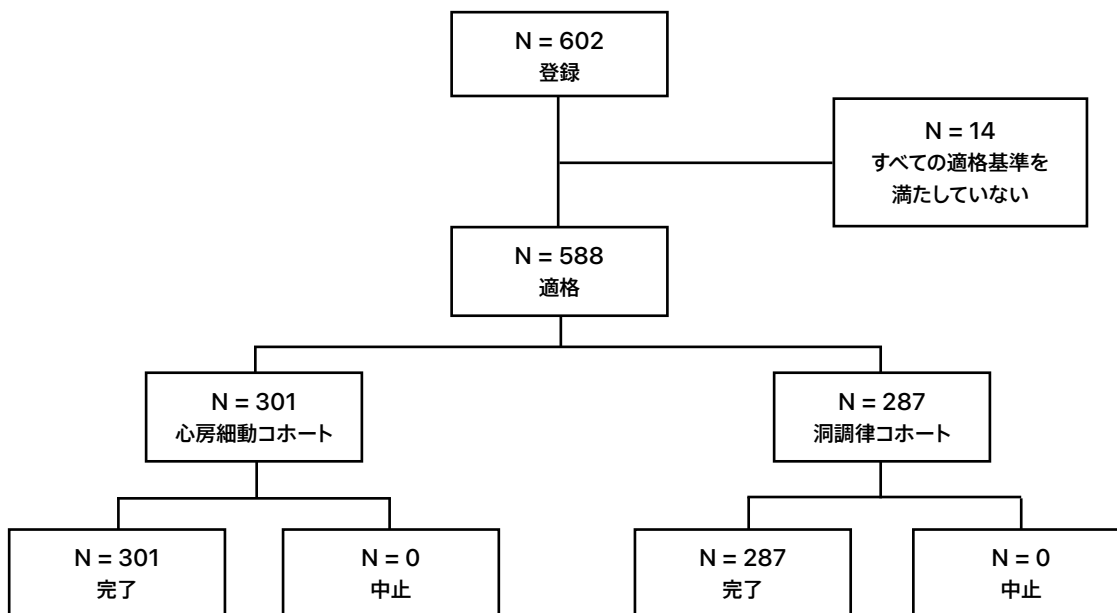 N = 602
登録
N = 14
すべての適格基準を
満たしていない
N = 588
適格
N = 301
心房細動コホート
N = 287
洞調律コホート
N = 301
完了
N = 0
中止
N = 287
完了
N = 0
中止